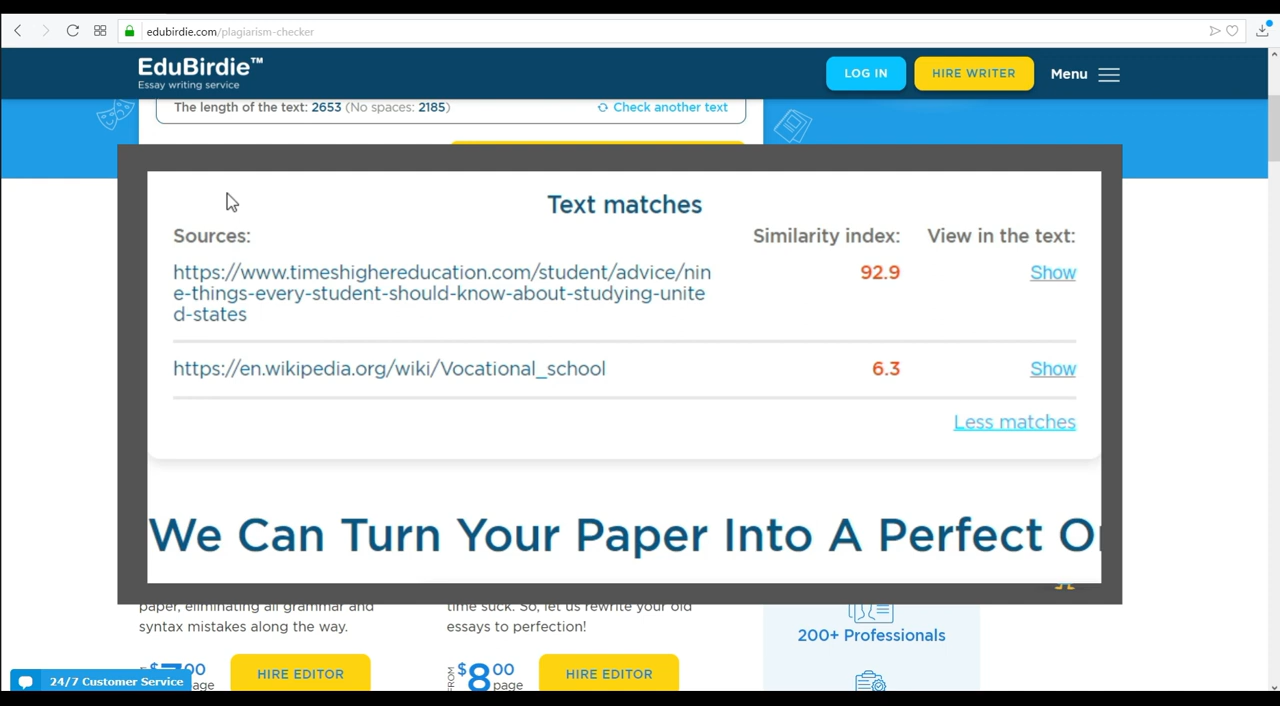 edubirdie.com/plagiarism-checker
EduBirdie™
Essay writing service
LOG IN
HIRE WRITER
Menu
The length of the text: 2653 (No spaces: 2185)
Check another text
Text matches
Sources:
Similarity index:
View in the text:
https://www.timeshighereducation.com/student/advice/nin
e-things-every-student-should-know-about-studying-unite
d-states
92.9
Show
https://en.wikipedia.org/wiki/Vocational_school
6.3
Show
Less matches
We Can Turn Your Paper Into A Perfect
paper, eliminating all grammar and
syntax mistakes along the way.
time suck. So, let us rewrite your old
essays to perfection!
200+ Professionals
HIRE EDITOR
FROM $8.00 page
HIRE EDITOR
24/7 Customer Service